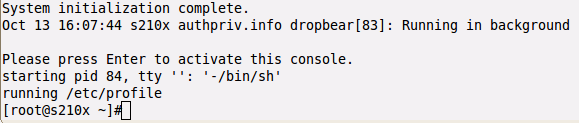 System initialization complete.
Oct 13 16:07:44 s210x authpriv.info dropbear[83]: Running in background
Please press Enter to activate this console.
starting pid 84, tty '': '-/bin/sh'
running /etc/profile
[root@s210x ~]#